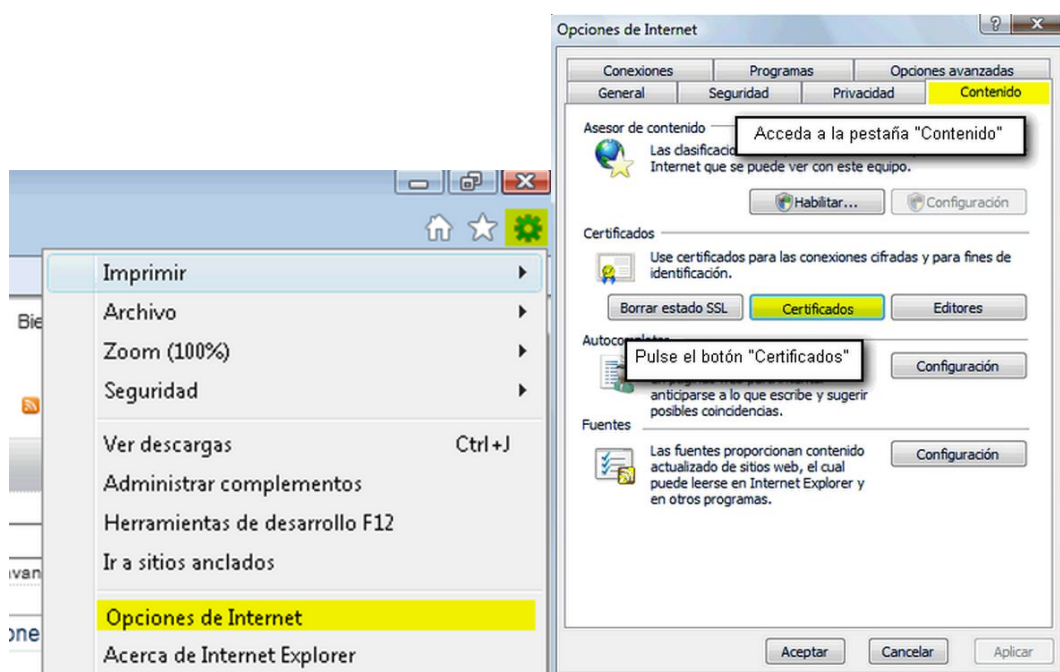 Bie
van
one
Imprimir
Archivo
Zoom (100%)
Seguridad
Ver descargas Ctrl+J
Administrar complementos
Herramientas de desarrollo F12
Ir a sitios anclados
Opciones de Internet
Acerca de Internet Explorer
Opciones de Internet
Conexiones Programas Opciones avanzadas
General Seguridad Privacidad Contenido
Asesor de contenido
Acceda a la pestaña "Contenido"
Las clasificacio
Internet que se puede ver con este equipo.
Habilitar... Configuración
Certificados
Use certificados para las conexiones cifradas y para fines de
identificación.
Borrar estado SSL Certificados Editores
Pulse el botón "Certificados"
Configuración
anticiparse a lo que escribe y sugerir
posibles coincidencias.
Fuentes
Las fuentes proporcionan contenido
actualizado de sitios web, el cual
puede leerse en Internet Explorer y
en otros programas.
Configuración
Aceptar Cancelar Aplicar